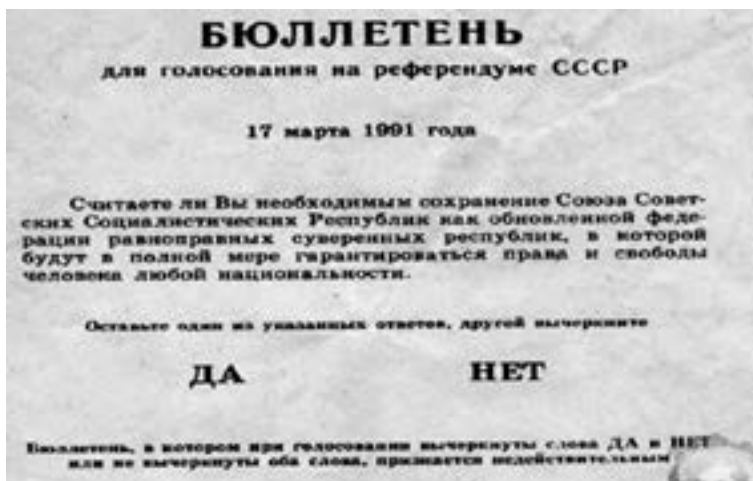 БЮЛЛЕТЕНЬ
для голосования на референдуме СССР
17 марта 1991 года
Считаете ли Вы необходимым сохранение Союза Совет-
ских Социалистических Республик как обновленной феде-
рации равноправных суверенных республик, в которой
будут в полной мере гарантироваться права и свободы
человека любой национальности.
Оставьте один из указанных ответов, другой вычеркните
ДА НЕТ
Бюллетень, в котором при голосовании вычеркнуты слова ДА и НЕТ
или не вычеркнуты оба слова, признается недействительным